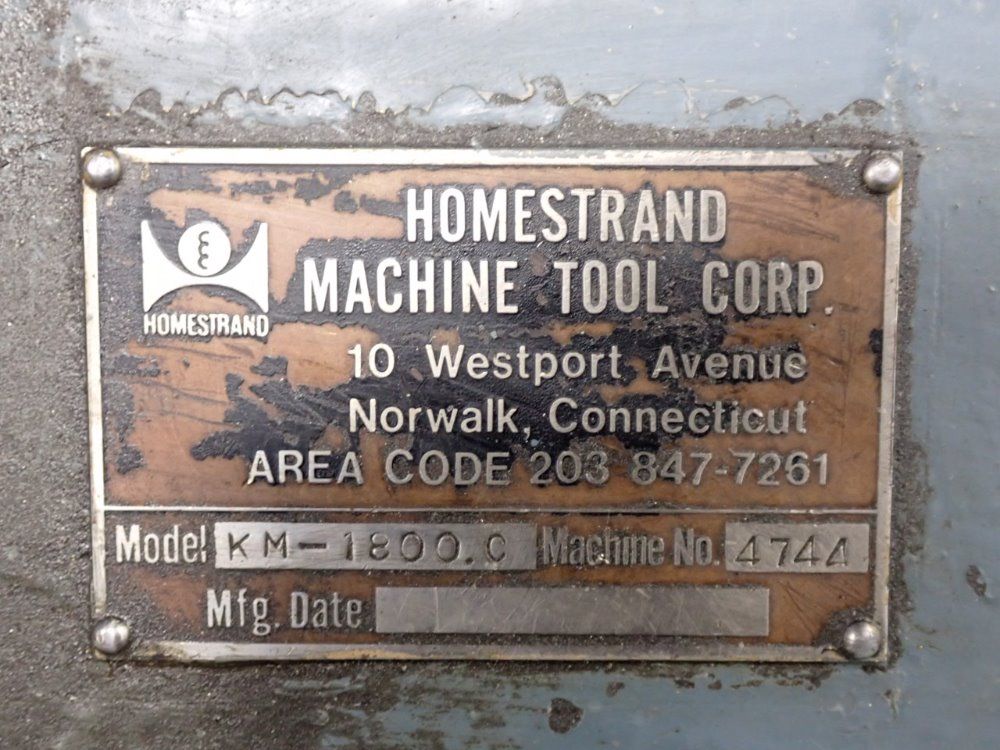 HOMESTRAND
MACHINE TOOL CORP.
HOMESTRAND
10 Westport Avenue
Norwalk, Connecticut
AREA CODE 203 847-7261
Model KM-1800.C Machine No. 4744
Mfg. Date